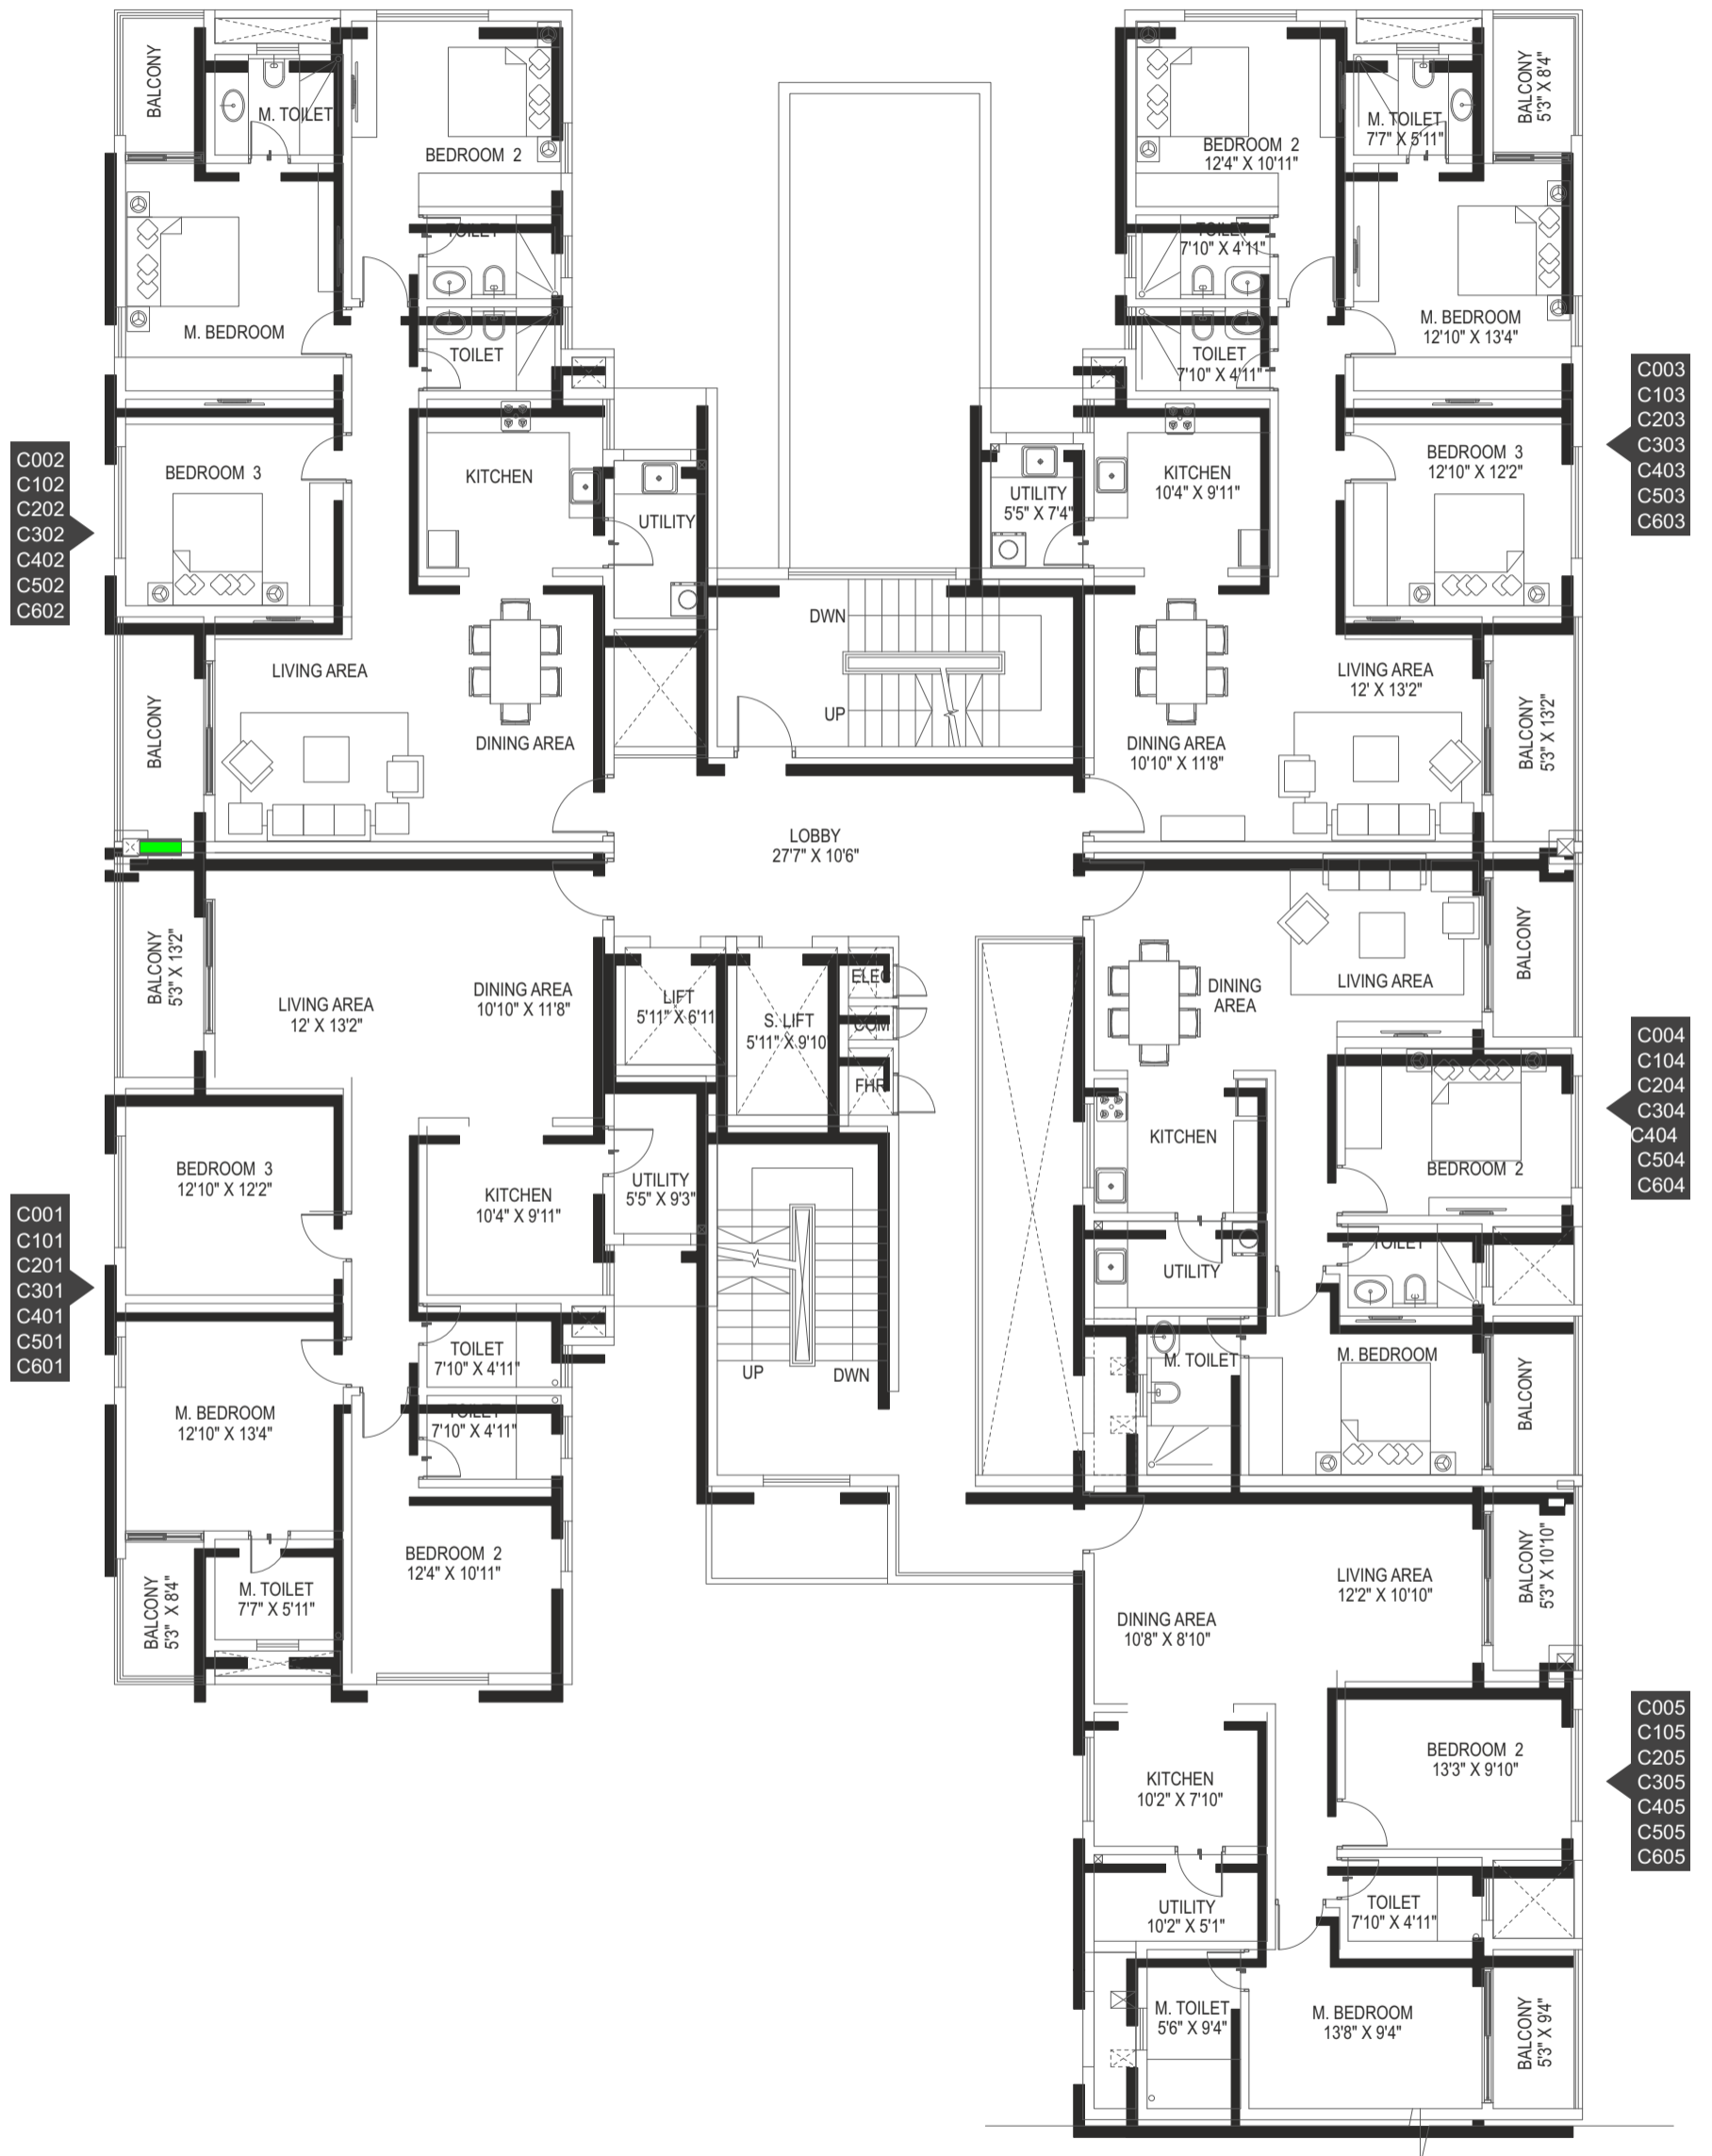 BALCONY
M. TOILET
BEDROOM 2
TOILET
M. BEDROOM
TOILET
BEDROOM 3
KITCHEN
UTILITY
LIVING AREA
BALCONY
DINING AREA
C002
C102
C202
C302
C402
C502
C602
BEDROOM 2
12'4" X 10'11"
M. TOILET
7'7" X 5'11"
BALCONY
5'3" X 8'4"
TOILET
7'10" X 4'11"
M. BEDROOM
12'10" X 13'4"
TOILET
7'10" X 4'11"
BEDROOM 3
12'10" X 12'2"
KITCHEN
10'4" X 9'11"
UTILITY
5'5" X 7'4"
LIVING AREA
12' X 13'2"
BALCONY
5'3" X 13'2"
DINING AREA
10'10" X 11'8"
C003
C103
C203
C303
C403
C503
C603
DWN
UP
LOBBY
27'7" X 10'6"
BALCONY
5'3" X 13'2"
LIVING AREA
12' X 13'2"
DINING AREA
10'10" X 11'8"
LIFT
5'11" X 6'11
S. LIFT
5'11" X 9'10
ELEC
COM
FHR
BEDROOM 3
12'10" X 12'2"
KITCHEN
10'4" X 9'11"
UTILITY
5'5" X 9'3"
C001
C101
C201
C301
C401
C501
C601
TOILET
7'10" X 4'11"
M. BEDROOM
12'10" X 13'4"
TOILET
7'10" X 4'11"
BEDROOM 2
12'4" X 10'11"
M. TOILET
7'7" X 5'11"
BALCONY
5'3" X 8'4"
UP
DWN
DINING
AREA
LIVING AREA
BALCONY
KITCHEN
BEDROOM 2
UTILITY
TOILET
M. TOILET
M. BEDROOM
BALCONY
C004
C104
C204
C304
C404
C504
C604
LIVING AREA
12'2" X 10'10"
BALCONY
5'3" X 10'10"
DINING AREA
10'8" X 8'10"
KITCHEN
10'2" X 7'10"
BEDROOM 2
13'3" X 9'10"
UTILITY
10'2" X 5'1"
TOILET
7'10" X 4'11"
M. TOILET
5'6" X 9'4"
M. BEDROOM
13'8" X 9'4"
BALCONY
5'3" X 9'4"
C005
C105
C205
C305
C405
C505
C605